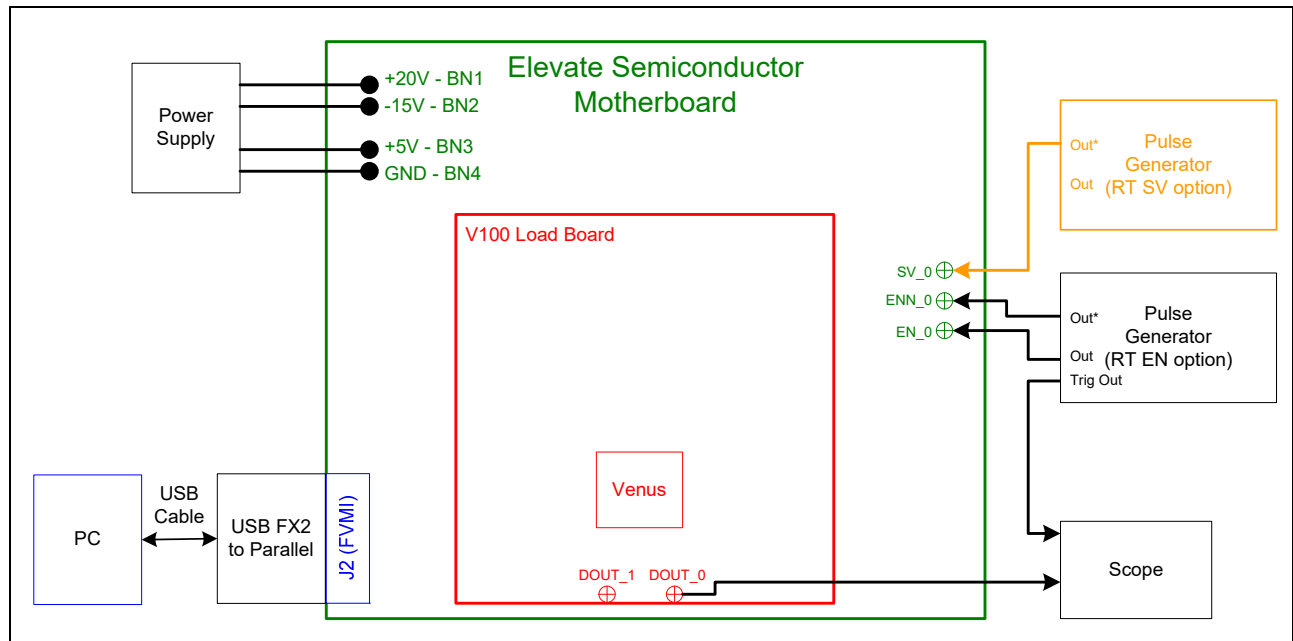 Elevate Semiconductor
Motherboard
Power
Supply
+20V - BN1
-15V - BN2
+5V - BN3
GND - BN4
Out*
Out
Pulse
Generator
(RT SV option)
V100 Load Board
SV_0
ENN_0
EN_0
Out*
Out
Trig Out
Pulse
Generator
(RT EN option)
Venus
PC
USB
Cable
USB FX2
to Parallel
J2 (FVMI)
DOUT_1
DOUT_0
Scope